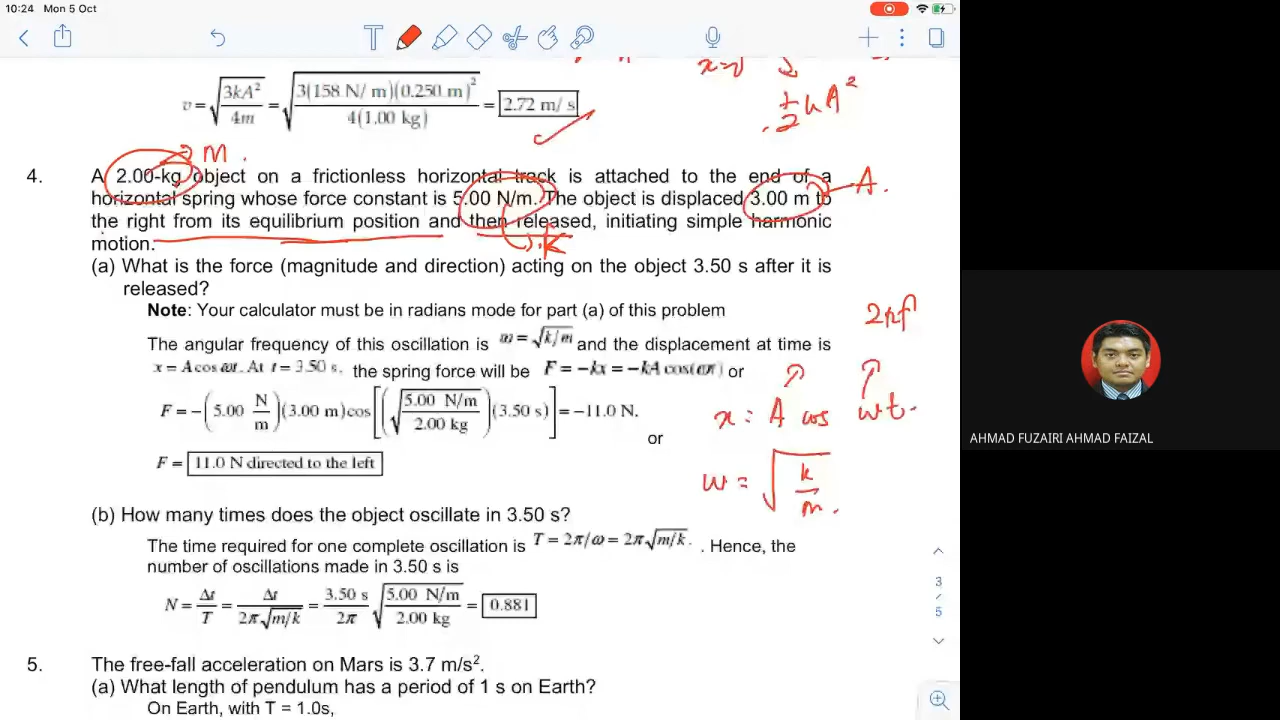 10:24 Mon 5 Oct
x=0
½kA²
v = √(3kA²/4m) = √(3(158 N/m)(0.250 m)²/4(1.00 kg)) = 2.72 m/s
M.
4. A 2.00-kg object on a frictionless horizontal track is attached to the end of a
horizontal spring whose force constant is 5.00 N/m. The object is displaced 3.00 m to
A.
the right from its equilibrium position and then released, initiating simple harmonic
motion.
K
(a) What is the force (magnitude and direction) acting on the object 3.50 s after it is
released?
Note: Your calculator must be in radians mode for part (a) of this problem
2πf
The angular frequency of this oscillation is ω = √k/m and the displacement at time is
x = A cos ωt. At t = 3.50 s, the spring force will be F = −kx = −kA cos(ωt) or
F = −(5.00 N/m)(3.00 m)cos[(√(5.00 N/m/2.00 kg))(3.50 s)] = −11.0 N.
x = A cos ωt.
or
AHMAD FUZAIRI AHMAD FAIZAL
F = 11.0 N directed to the left
ω = √(k/m).
(b) How many times does the object oscillate in 3.50 s?
The time required for one complete oscillation is T = 2π/ω = 2π√m/k. . Hence, the
number of oscillations made in 3.50 s is
3/5
N = Δt/T = Δt/2π√m/k = 3.50 s/2π √(5.00 N/m/2.00 kg) = 0.881
5. The free-fall acceleration on Mars is 3.7 m/s².
(a) What length of pendulum has a period of 1 s on Earth?
On Earth, with T = 1.0s,